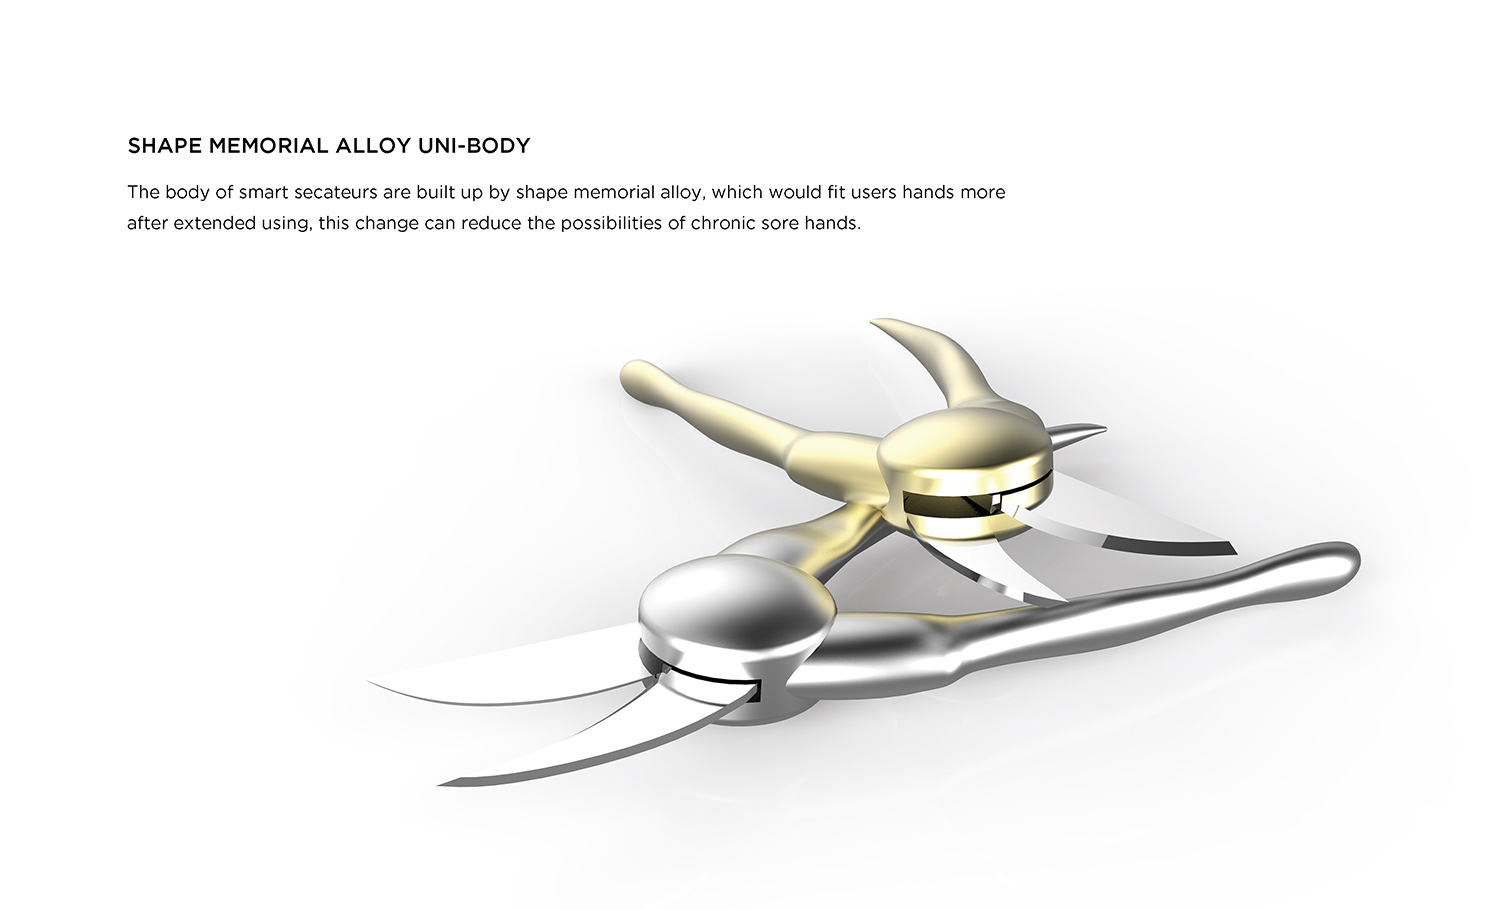 SHAPE MEMORIAL ALLOY UNI-BODY
The body of smart secateurs are built up by shape memorial alloy, which would fit users hands more
after extended using, this change can reduce the possibilities of chronic sore hands.